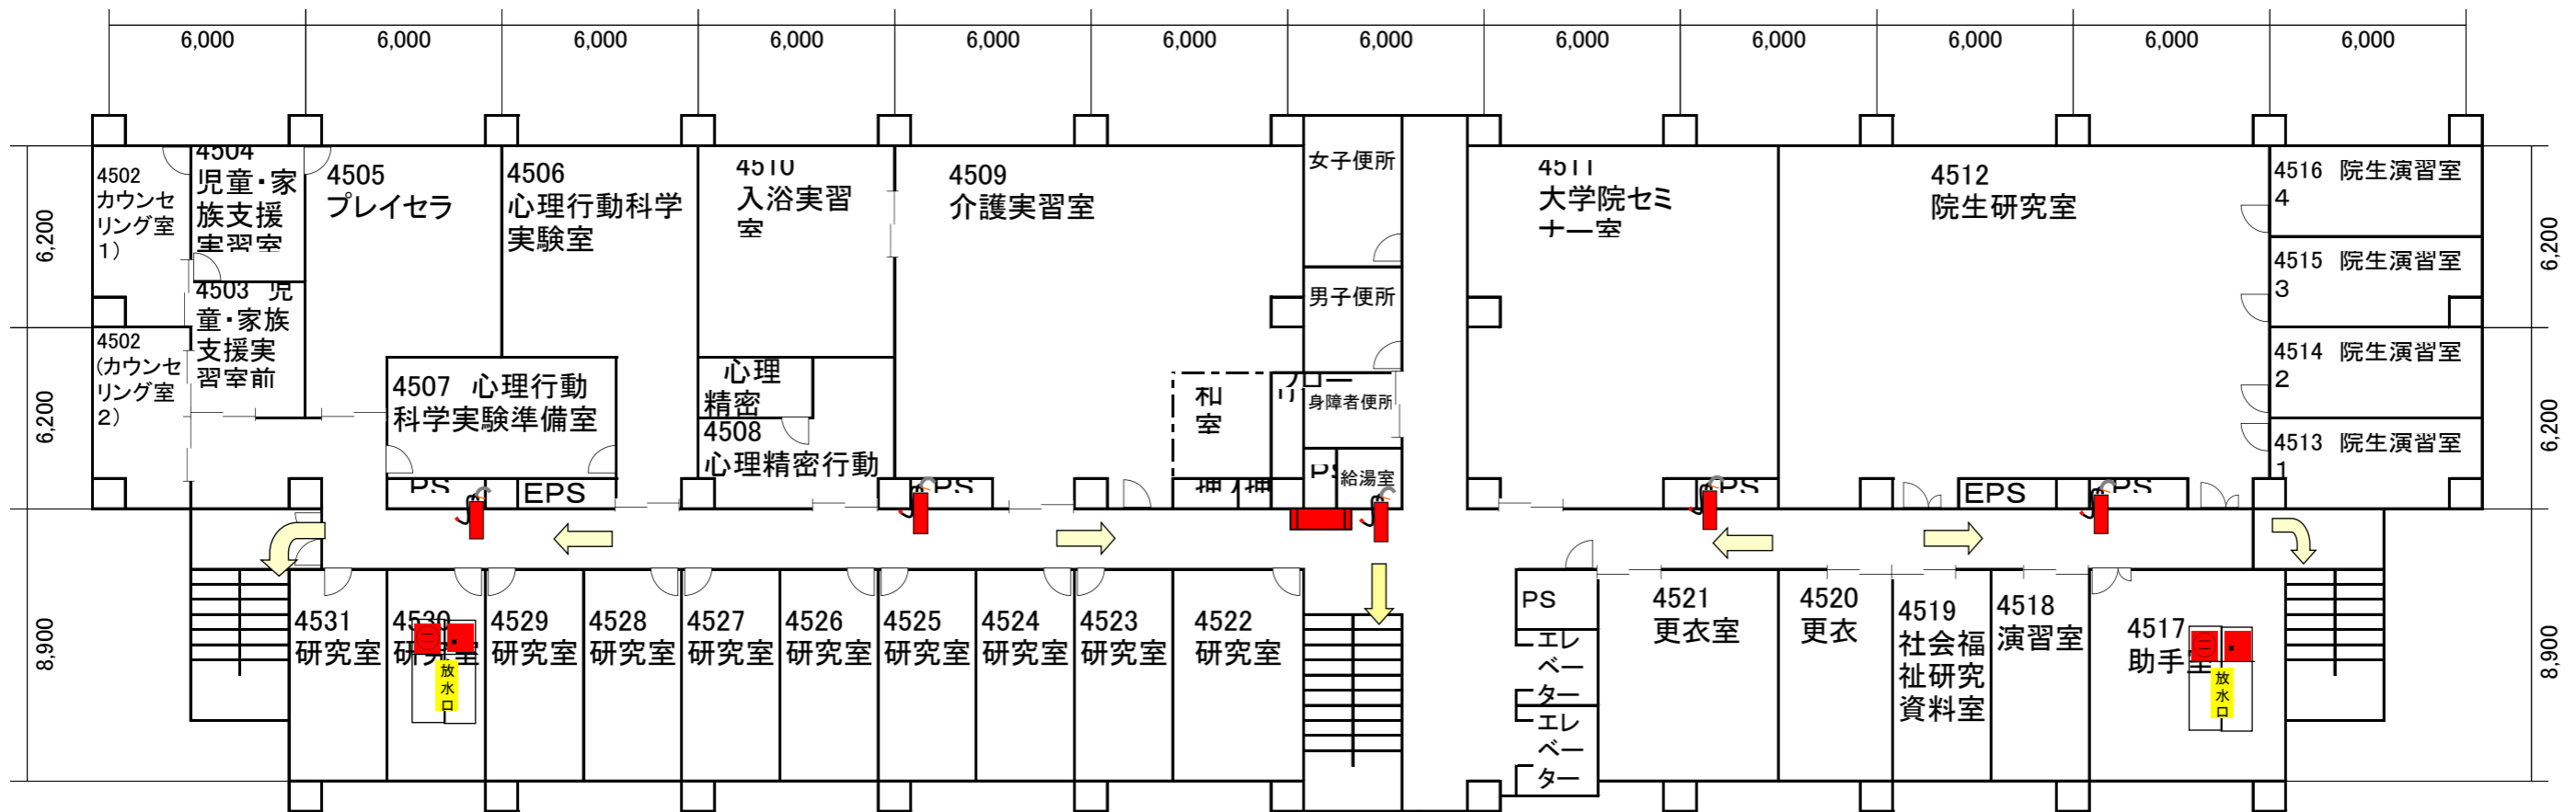 6,000
6,000
6,000
6,000
6,000
6,000
6,000
6,000
6,000
6,000
6,000
6,000
6,200
6,200
8,900
6,200
6,200
8,900
4502
カウンセ
リング室
1)
4502
(カウンセ
リング室
2)
4504
児童・家
族支援
実習室
4503 児
童・家族
支援実
習室前
4505
プレイセラ
4506
心理行動科学
実験室
4507 心理行動
科学実験準備室
PS
EPS
4510
入浴実習
室
心理
精密
4508
心理精密行動
4509
介護実習室
PS
和
室
女子便所
男子便所
身障者便所
給湯室
4511
大学院セミ
ナー室
PS
4512
院生研究室
EPS
PS
4516 院生演習室
4
4515 院生演習室
3
4514 院生演習室
2
4513 院生演習室
1
4531
研究室
4530
研究室
放
水
口
4529
研究室
4528
研究室
4527
研究室
4526
研究室
4525
研究室
4524
研究室
4523
研究室
4522
研究室
PS
エレ
ベー
ター
エレ
ベー
ター
4521
更衣室
4520
更衣
4519
社会福
祉研究
資料室
4518
演習室
4517
助手室
放
水
口